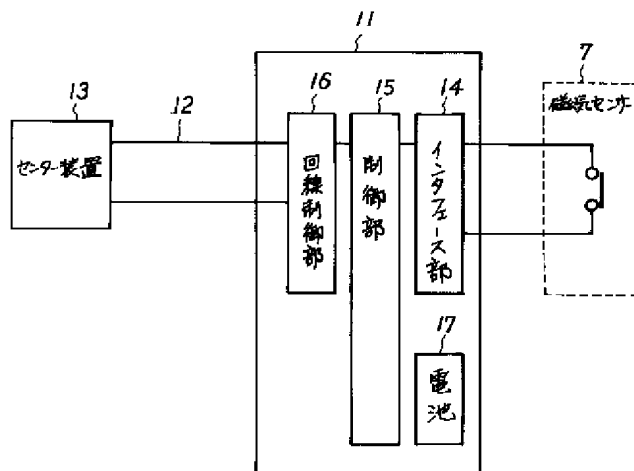 11
7
13
12
16
15
14
磁気センサー
センター装置
回線制御部
制御部
インタフェース部
17
電池